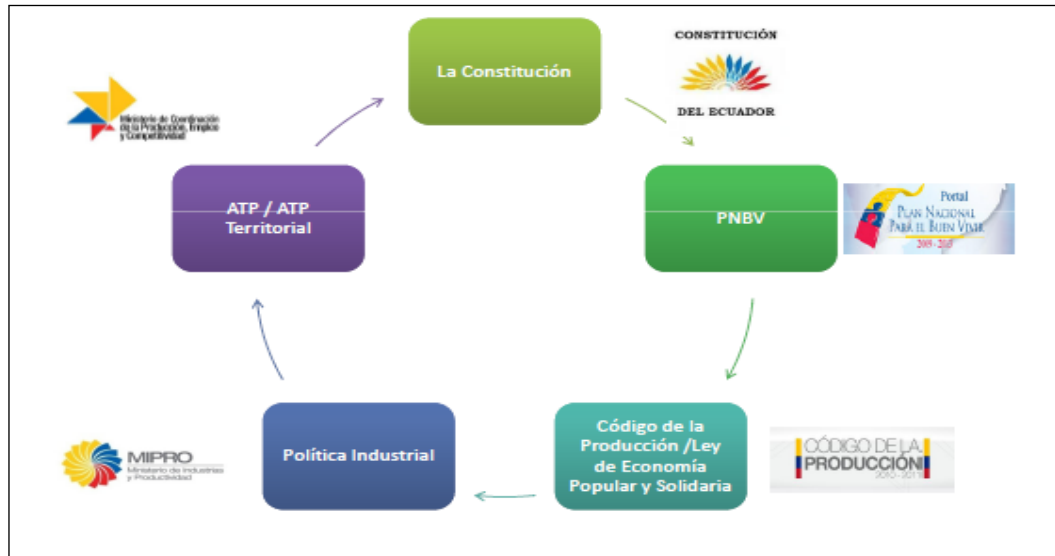 La Constitución
CONSTITUCIÓN
DEL ECUADOR
PNBV
Portal
PLAN NACIONAL
PARA EL BUEN VIVIR
2009 - 2013
Código de la
Producción /Ley
de Economía
Popular y Solidaria
CÓDIGO DE LA
PRODUCCIÓN
Política Industrial
MIPRO
Ministerio de Industrias
y Productividad
ATP / ATP
Territorial
Ministerio de Coordinación
de la Producción, Empleo
y Competitividad